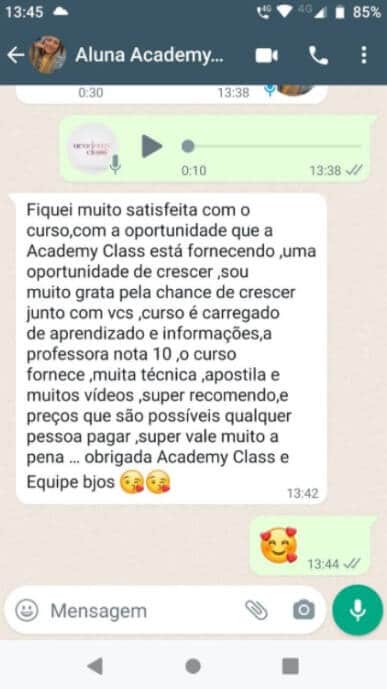 13:45
4G
4G
85%
Aluna Academy...
0:30
13:38
CLASS
0:10
13:38
Fiquei muito satisfeita com o
curso,com a oportunidade que a
Academy Class está fornecendo ,uma
oportunidade de crescer ,sou
muito grata pela chance de crescer
junto com vcs ,curso é carregado
de aprendizado e informações,a
professora nota 10 ,o curso
fornece ,muita técnica ,apostila e
muitos vídeos ,super recomendo,e
preços que são possíveis qualquer
pessoa pagar ,super vale muito a
pena ... obrigada Academy Class e
Equipe bjos 😘😘
13:42
🥰
13:44
Mensagem